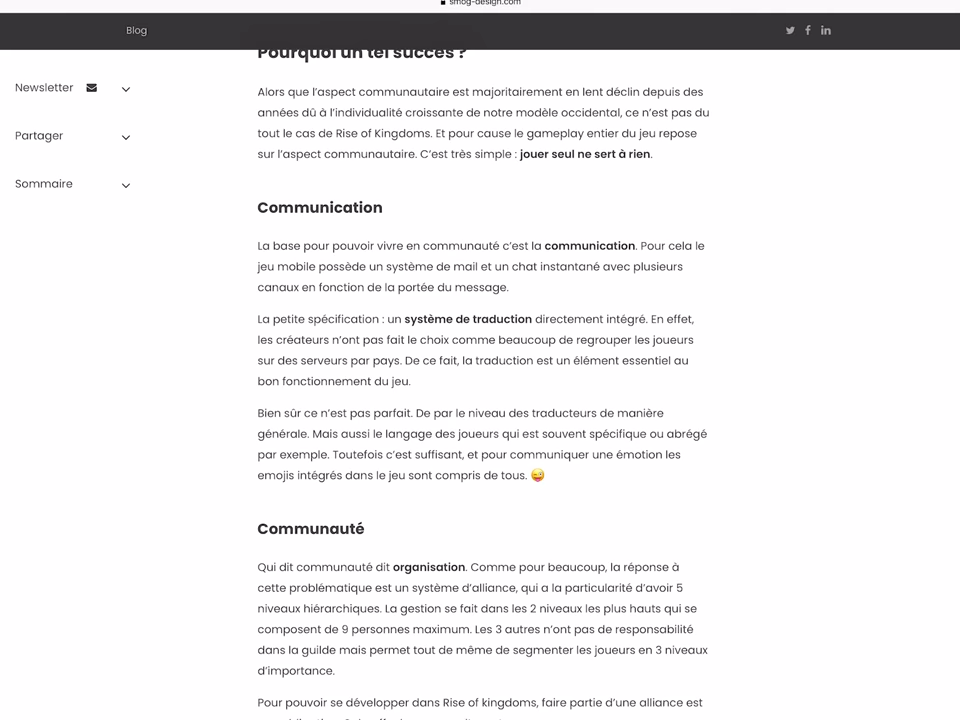 smog-design.com
Blog
Newsletter
Partager
Sommaire
Pourquoi un tel succès ?
Alors que l’aspect communautaire est majoritairement en lent déclin depuis des
années dû à l’individualité croissante de notre modèle occidental, ce n’est pas du
tout le cas de Rise of Kingdoms. Et pour cause le gameplay entier du jeu repose
sur l’aspect communautaire. C’est très simple : jouer seul ne sert à rien.
Communication
La base pour pouvoir vivre en communauté c’est la communication. Pour cela le
jeu mobile possède un système de mail et un chat instantané avec plusieurs
canaux en fonction de la portée du message.
La petite spécification : un système de traduction directement intégré. En effet,
les créateurs n’ont pas fait le choix comme beaucoup de regrouper les joueurs
sur des serveurs par pays. De ce fait, la traduction est un élément essentiel au
bon fonctionnement du jeu.
Bien sûr ce n’est pas parfait. De par le niveau des traducteurs de manière
générale. Mais aussi le langage des joueurs qui est souvent spécifique ou abrégé
par exemple. Toutefois c’est suffisant, et pour communiquer une émotion les
emojis intégrés dans le jeu sont compris de tous. 😜
Communauté
Qui dit communauté dit organisation. Comme pour beaucoup, la réponse à
cette problématique est un système d’alliance, qui a la particularité d’avoir 5
niveaux hiérarchiques. La gestion se fait dans les 2 niveaux les plus hauts qui se
composent de 9 personnes maximum. Les 3 autres n’ont pas de responsabilité
dans la guilde mais permet tout de même de segmenter les joueurs en 3 niveaux
d’importance.
Pour pouvoir se développer dans Rise of kingdoms, faire partie d’une alliance est